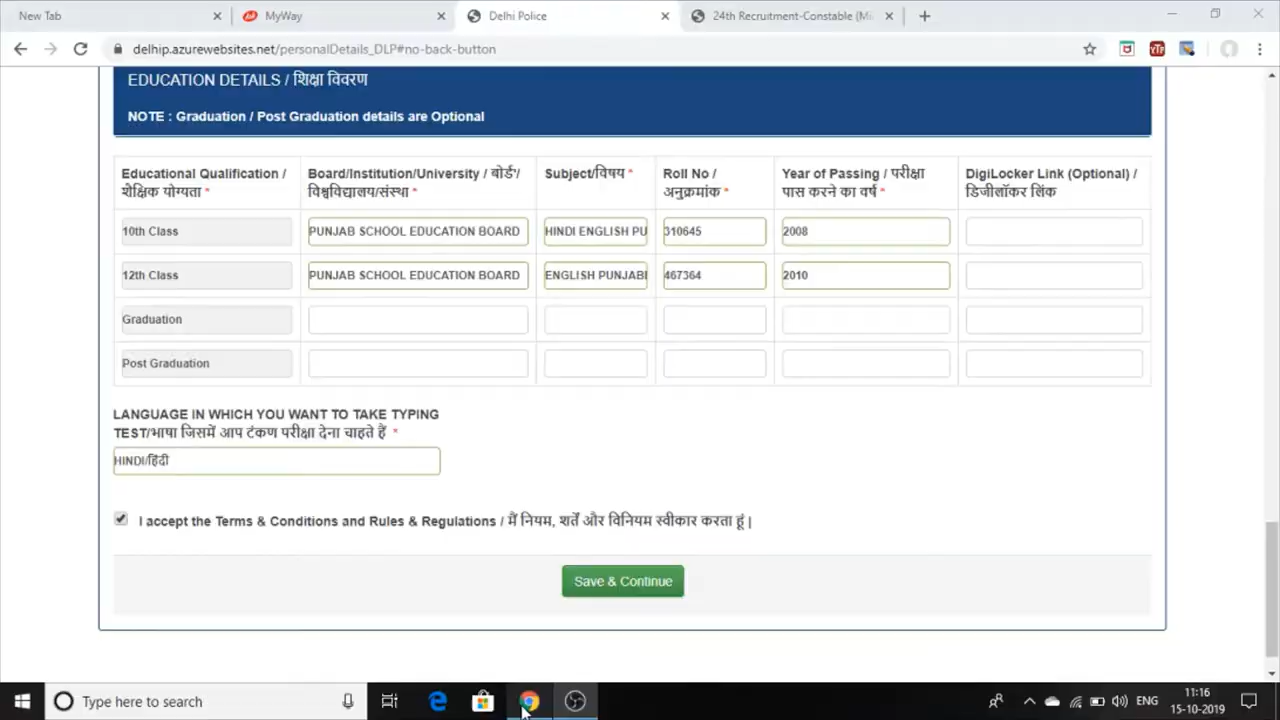 New Tab
MyWay
Delhi Police
24th Recruitment-Constable (Mi
delhip.azurewebsites.net/personalDetails_DLP#no-back-button
EDUCATION DETAILS / शिक्षा विवरण
NOTE : Graduation / Post Graduation details are Optional
Educational Qualification / शैक्षिक योग्यता *
Board/Institution/University / बोर्ड/ विश्वविद्यालय/संस्था *
Subject/विषय *
Roll No / अनुक्रमांक *
Year of Passing / परीक्षा पास करने का वर्ष *
DigiLocker Link (Optional) / डिजीलॉकर लिंक
10th Class PUNJAB SCHOOL EDUCATION BOARD HINDI ENGLISH PU 310645 2008
12th Class PUNJAB SCHOOL EDUCATION BOARD ENGLISH PUNJABI 467364 2010
Graduation
Post Graduation
LANGUAGE IN WHICH YOU WANT TO TAKE TYPING
TEST/भाषा जिसमें आप टंकण परीक्षा देना चाहते हैं *
HINDI/हिंदी
I accept the Terms & Conditions and Rules & Regulations / मैं नियम, शर्तें और विनियम स्वीकार करता हूं |
Save & Continue
Type here to search
ENG
11:16
15-10-2019